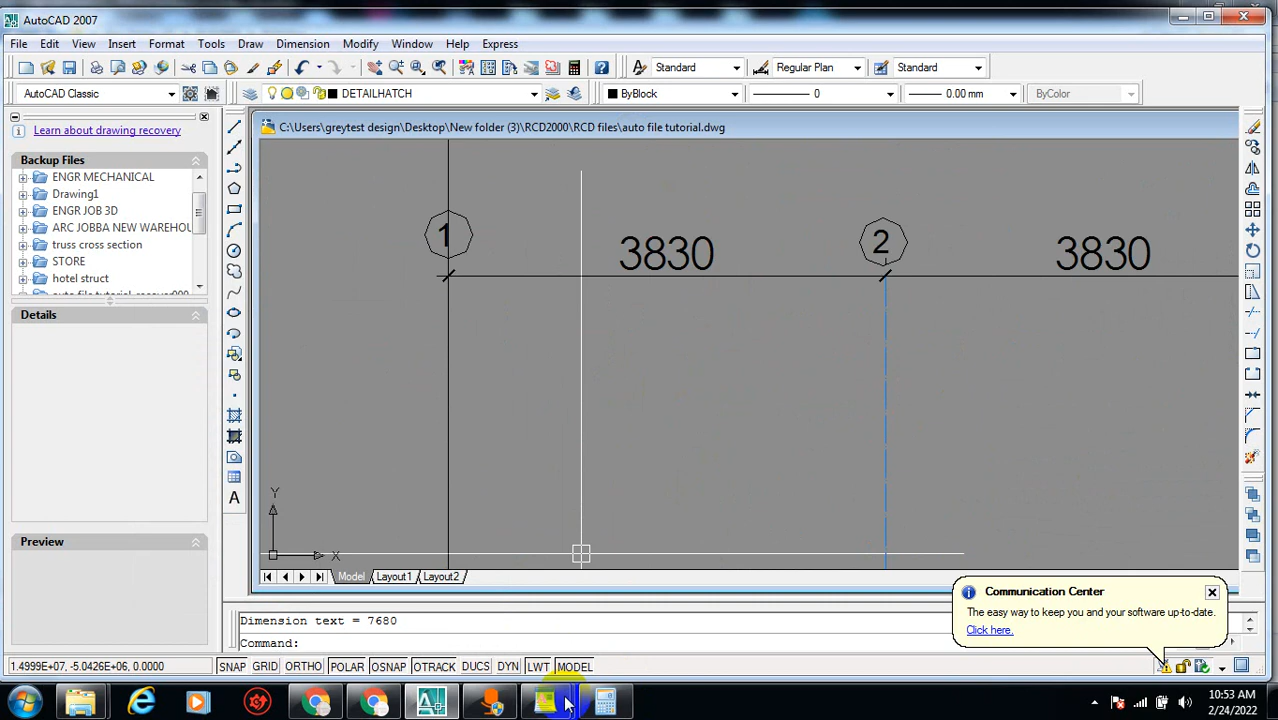 AutoCAD 2007
File Edit View Insert Format Tools Draw Dimension Modify Window Help Express
Standard Regular Plan Standard
AutoCAD Classic DETAILHATCH ByBlock 0 0.00 mm ByColor
Learn about drawing recovery
C:\Users\greytest design\Desktop\New folder (3)\RCD2000\RCD files\auto file tutorial.dwg
Backup Files
ENGR MECHANICAL
Drawing1
ENGR JOB 3D
ARC JOBBA NEW WAREHOU
truss cross section
STORE
hotel struct
Details
Preview
1 3830 2 3830
Y
X
Model Layout1 Layout2
Communication Center
The easy way to keep you and your software up-to-date.
Click here.
Dimension text = 7680
Command:
1.4999E+07, -5.0426E+06, 0.0000 SNAP GRID ORTHO POLAR OSNAP OTRACK DUCS DYN LWT MODEL
10:53 AM
2/24/2022